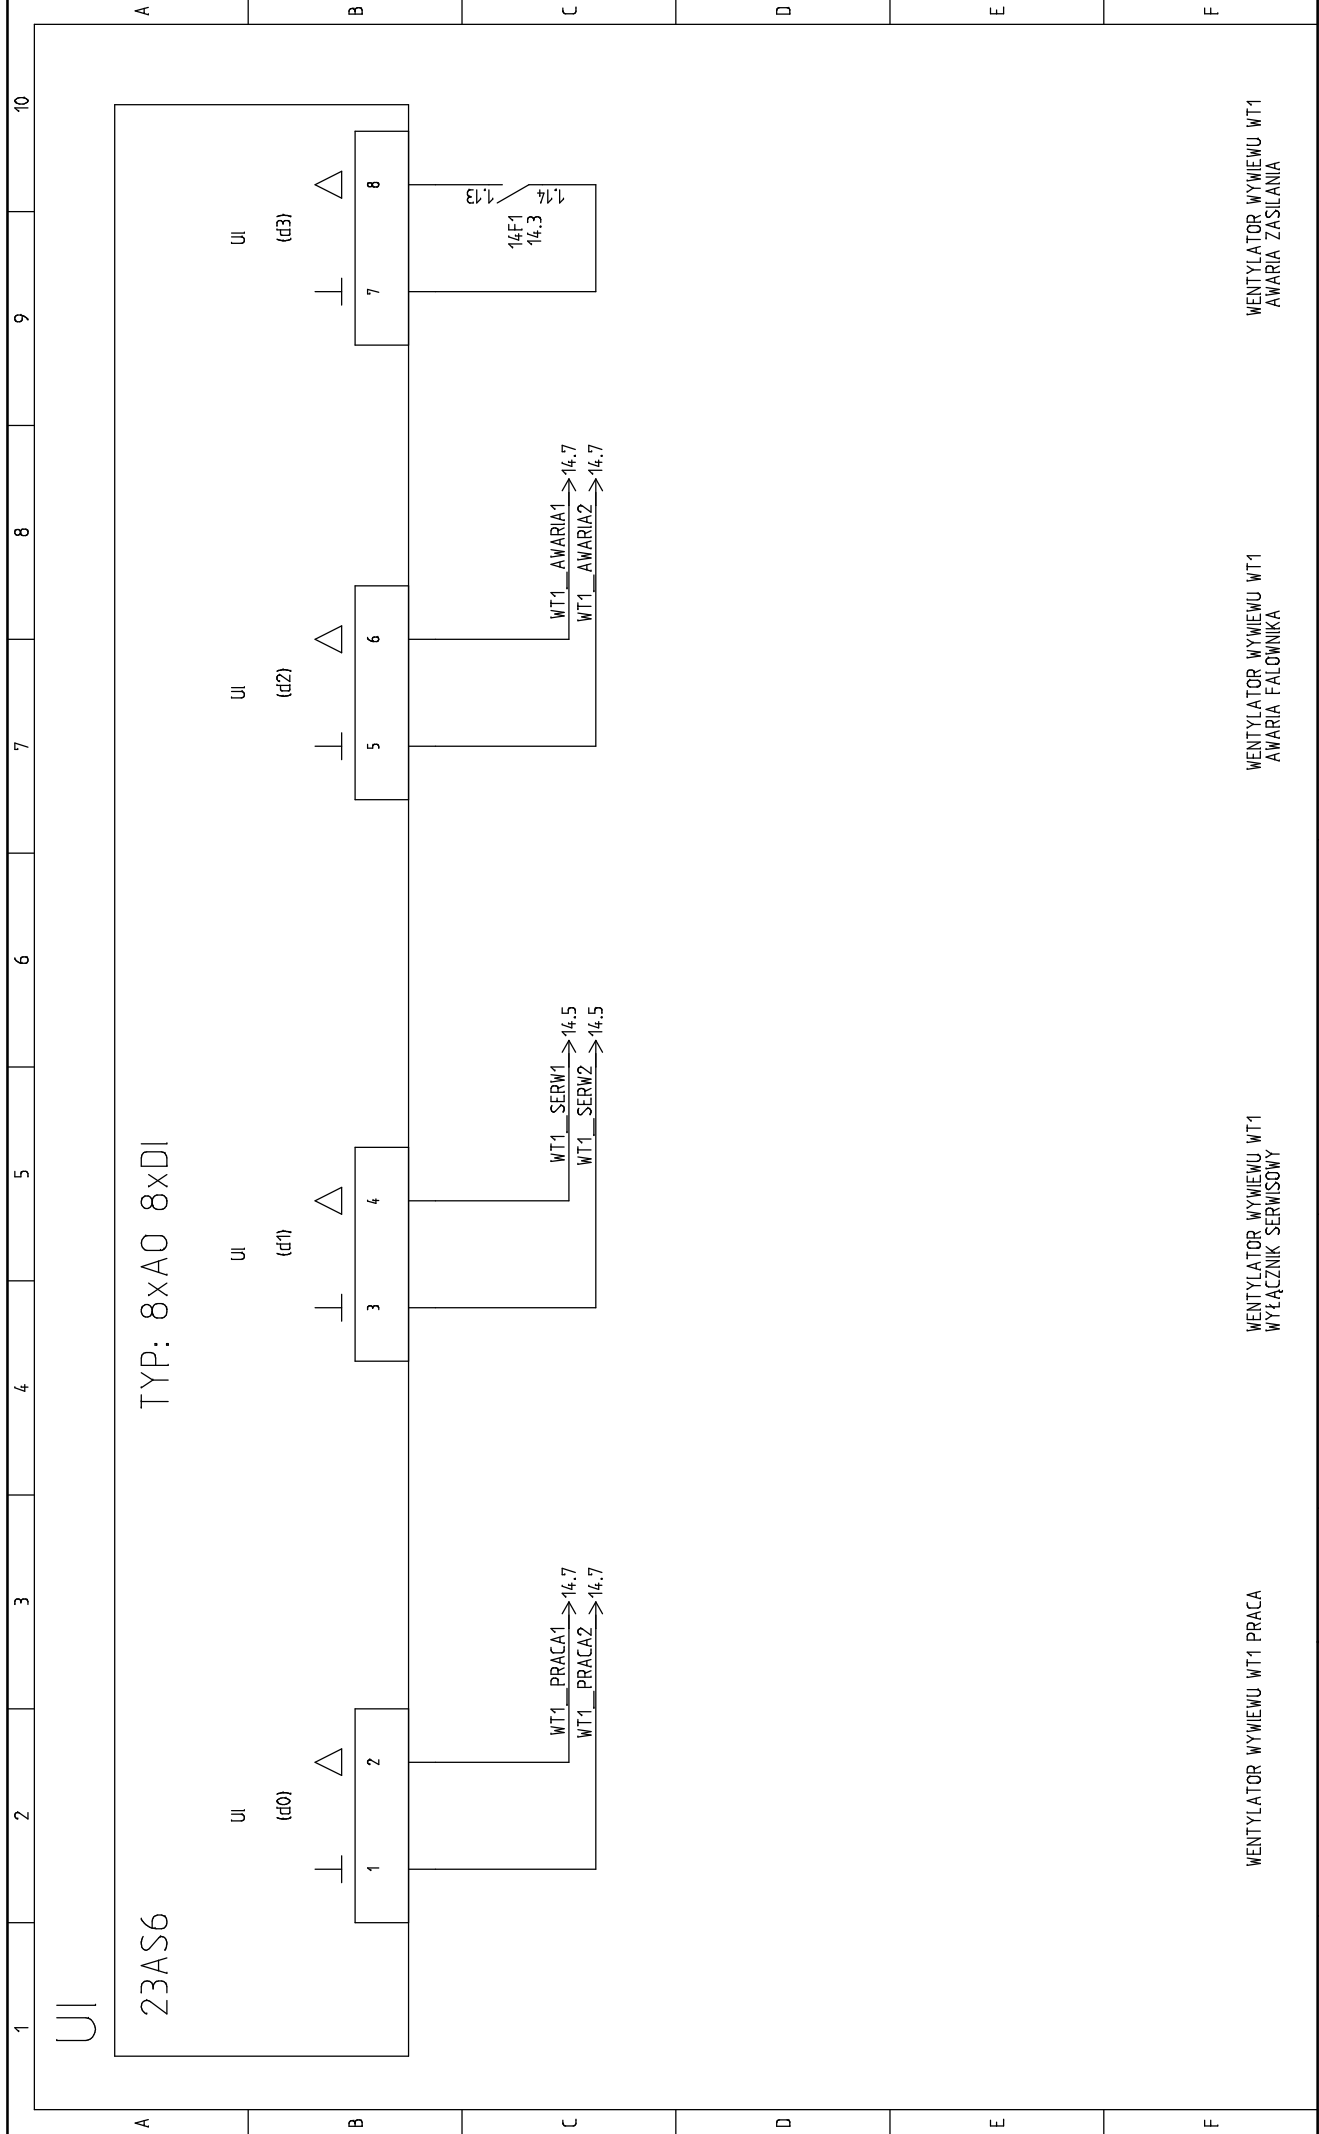 1 2 3 4 5 6 7 8 9 10
A
B
C
D
E
F
A
B
C
D
E
F
UI
23AS6
TYP: 8xAO 8xDI
UI UI UI UI
(d0) (d1) (d2) (d3)
1 2 3 4 5 6 7 8
1.13
14F1
14.3
1.14
WT1_PRACA1 14.7
WT1_PRACA2 14.7
WT1_SERW1 14.5
WT1_SERW2 14.5
WT1_AWARIA1 14.7
WT1_AWARIA2 14.7
WENTYLATOR WYWIEWU WT1 PRACA
WENTYLATOR WYWIEWU WT1
WYŁĄCZNIK SERWISOWY
WENTYLATOR WYWIEWU WT1
AWARIA FALOWNIKA
WENTYLATOR WYWIEWU WT1
AWARIA ZASILANIA